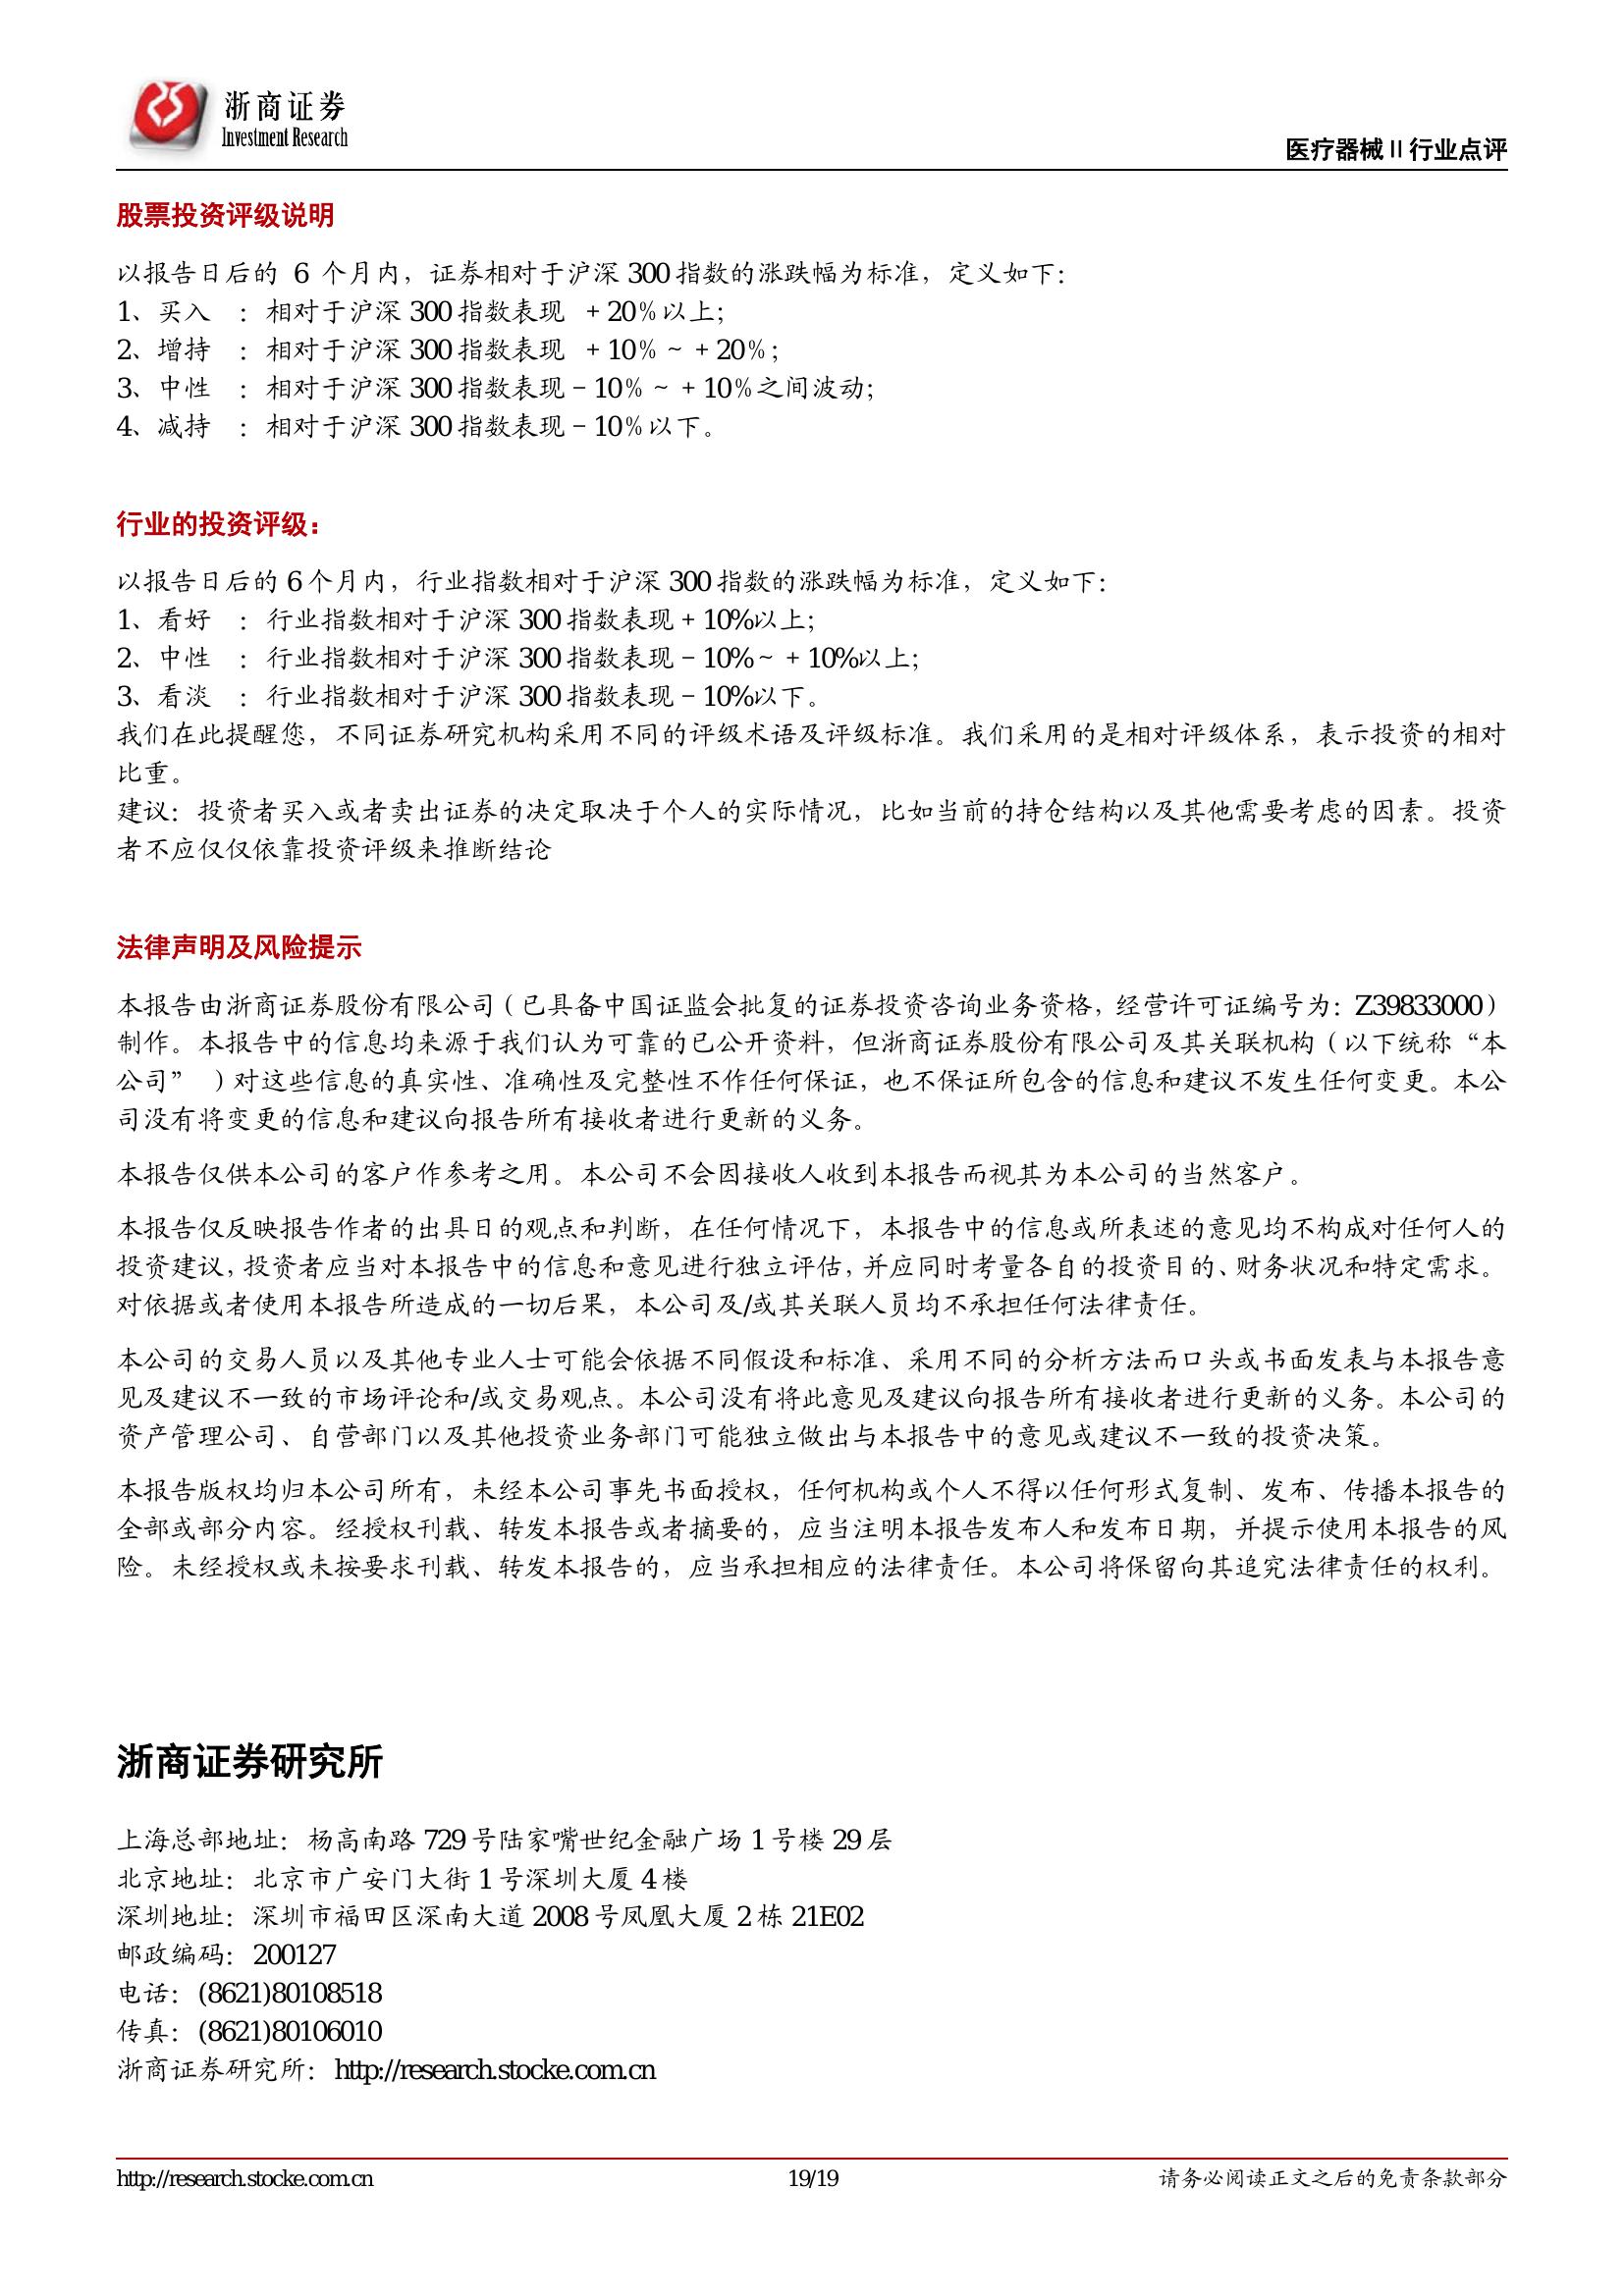 浙商证券
Investment Research
医疗器械Ⅱ行业点评
股票投资评级说明
以报告日后的 6 个月内，证券相对于沪深 300 指数的涨跌幅为标准，定义如下：
1、买入 ：相对于沪深 300 指数表现 ＋20％以上；
2、增持 ：相对于沪深 300 指数表现 ＋10％～＋20％；
3、中性 ：相对于沪深 300 指数表现－10％～＋10％之间波动；
4、减持 ：相对于沪深 300 指数表现－10％以下。
行业的投资评级：
以报告日后的 6 个月内，行业指数相对于沪深 300 指数的涨跌幅为标准，定义如下：
1、看好 ：行业指数相对于沪深 300 指数表现＋10%以上；
2、中性 ：行业指数相对于沪深 300 指数表现－10%～＋10%以上；
3、看淡 ：行业指数相对于沪深 300 指数表现－10%以下。
我们在此提醒您，不同证券研究机构采用不同的评级术语及评级标准。我们采用的是相对评级体系，表示投资的相对
比重。
建议：投资者买入或者卖出证券的决定取决于个人的实际情况，比如当前的持仓结构以及其他需要考虑的因素。投资
者不应仅仅依靠投资评级来推断结论
法律声明及风险提示
本报告由浙商证券股份有限公司（已具备中国证监会批复的证券投资咨询业务资格，经营许可证编号为：Z39833000）
制作。本报告中的信息均来源于我们认为可靠的已公开资料，但浙商证券股份有限公司及其关联机构（以下统称“本
公司” ）对这些信息的真实性、准确性及完整性不作任何保证，也不保证所包含的信息和建议不发生任何变更。本公
司没有将变更的信息和建议向报告所有接收者进行更新的义务。
本报告仅供本公司的客户作参考之用。本公司不会因接收人收到本报告而视其为本公司的当然客户。
本报告仅反映报告作者的出具日的观点和判断，在任何情况下，本报告中的信息或所表述的意见均不构成对任何人的
投资建议，投资者应当对本报告中的信息和意见进行独立评估，并应同时考量各自的投资目的、财务状况和特定需求。
对依据或者使用本报告所造成的一切后果，本公司及/或其关联人员均不承担任何法律责任。
本公司的交易人员以及其他专业人士可能会依据不同假设和标准、采用不同的分析方法而口头或书面发表与本报告意
见及建议不一致的市场评论和/或交易观点。本公司没有将此意见及建议向报告所有接收者进行更新的义务。本公司的
资产管理公司、自营部门以及其他投资业务部门可能独立做出与本报告中的意见或建议不一致的投资决策。
本报告版权均归本公司所有，未经本公司事先书面授权，任何机构或个人不得以任何形式复制、发布、传播本报告的
全部或部分内容。经授权刊载、转发本报告或者摘要的，应当注明本报告发布人和发布日期，并提示使用本报告的风
险。未经授权或未按要求刊载、转发本报告的，应当承担相应的法律责任。本公司将保留向其追究法律责任的权利。
浙商证券研究所
上海总部地址：杨高南路 729 号陆家嘴世纪金融广场 1 号楼 29 层
北京地址：北京市广安门大街 1 号深圳大厦 4 楼
深圳地址：深圳市福田区深南大道 2008 号凤凰大厦 2 栋 21E02
邮政编码：200127
电话：(8621)80108518
传真：(8621)80106010
浙商证券研究所：http://research.stocke.com.cn
http://research.stocke.com.cn
19/19
请务必阅读正文之后的免责条款部分